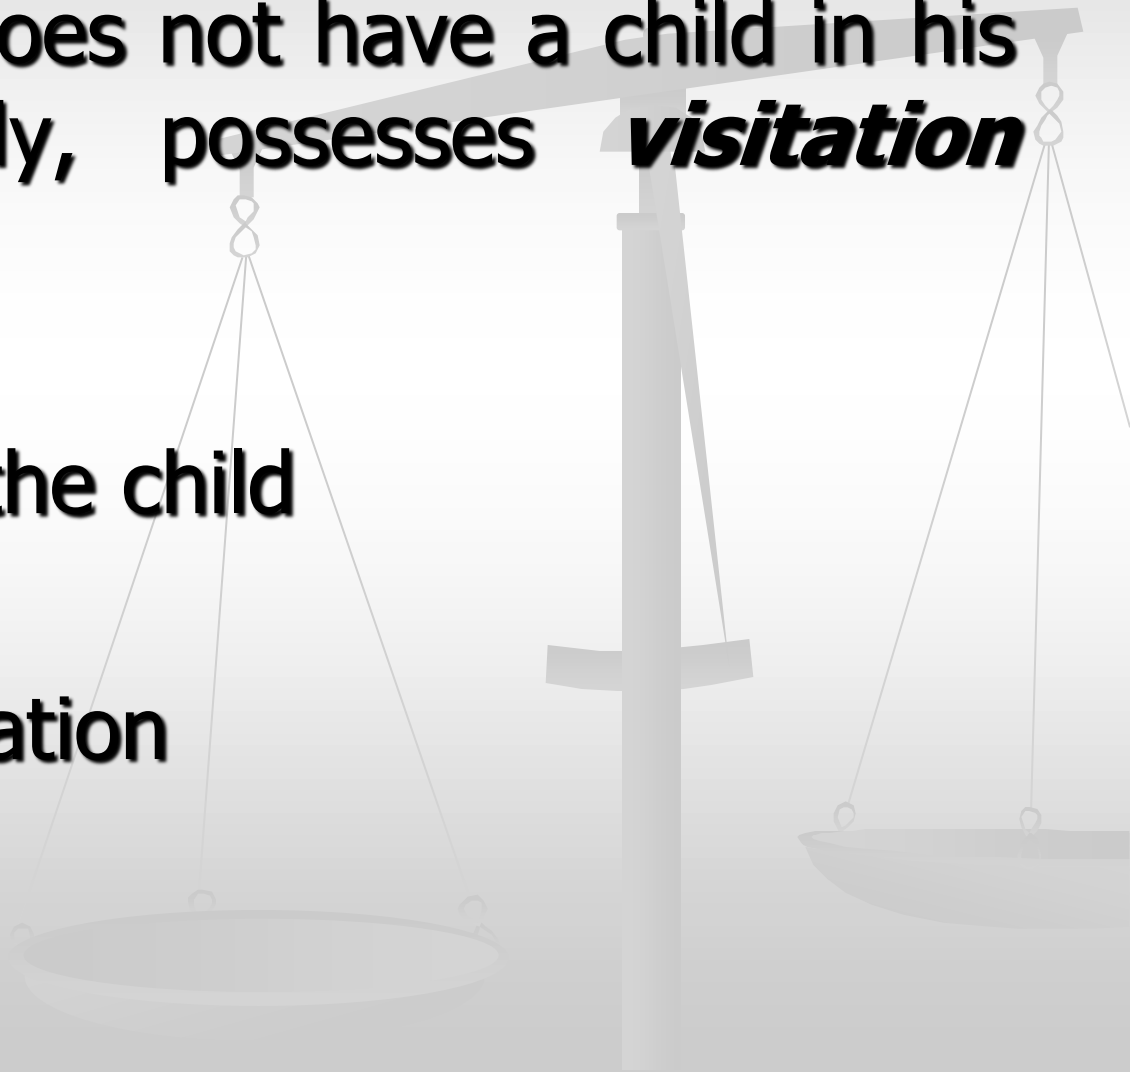 oes not have a child in his
ly, possesses visitation
the child
ation